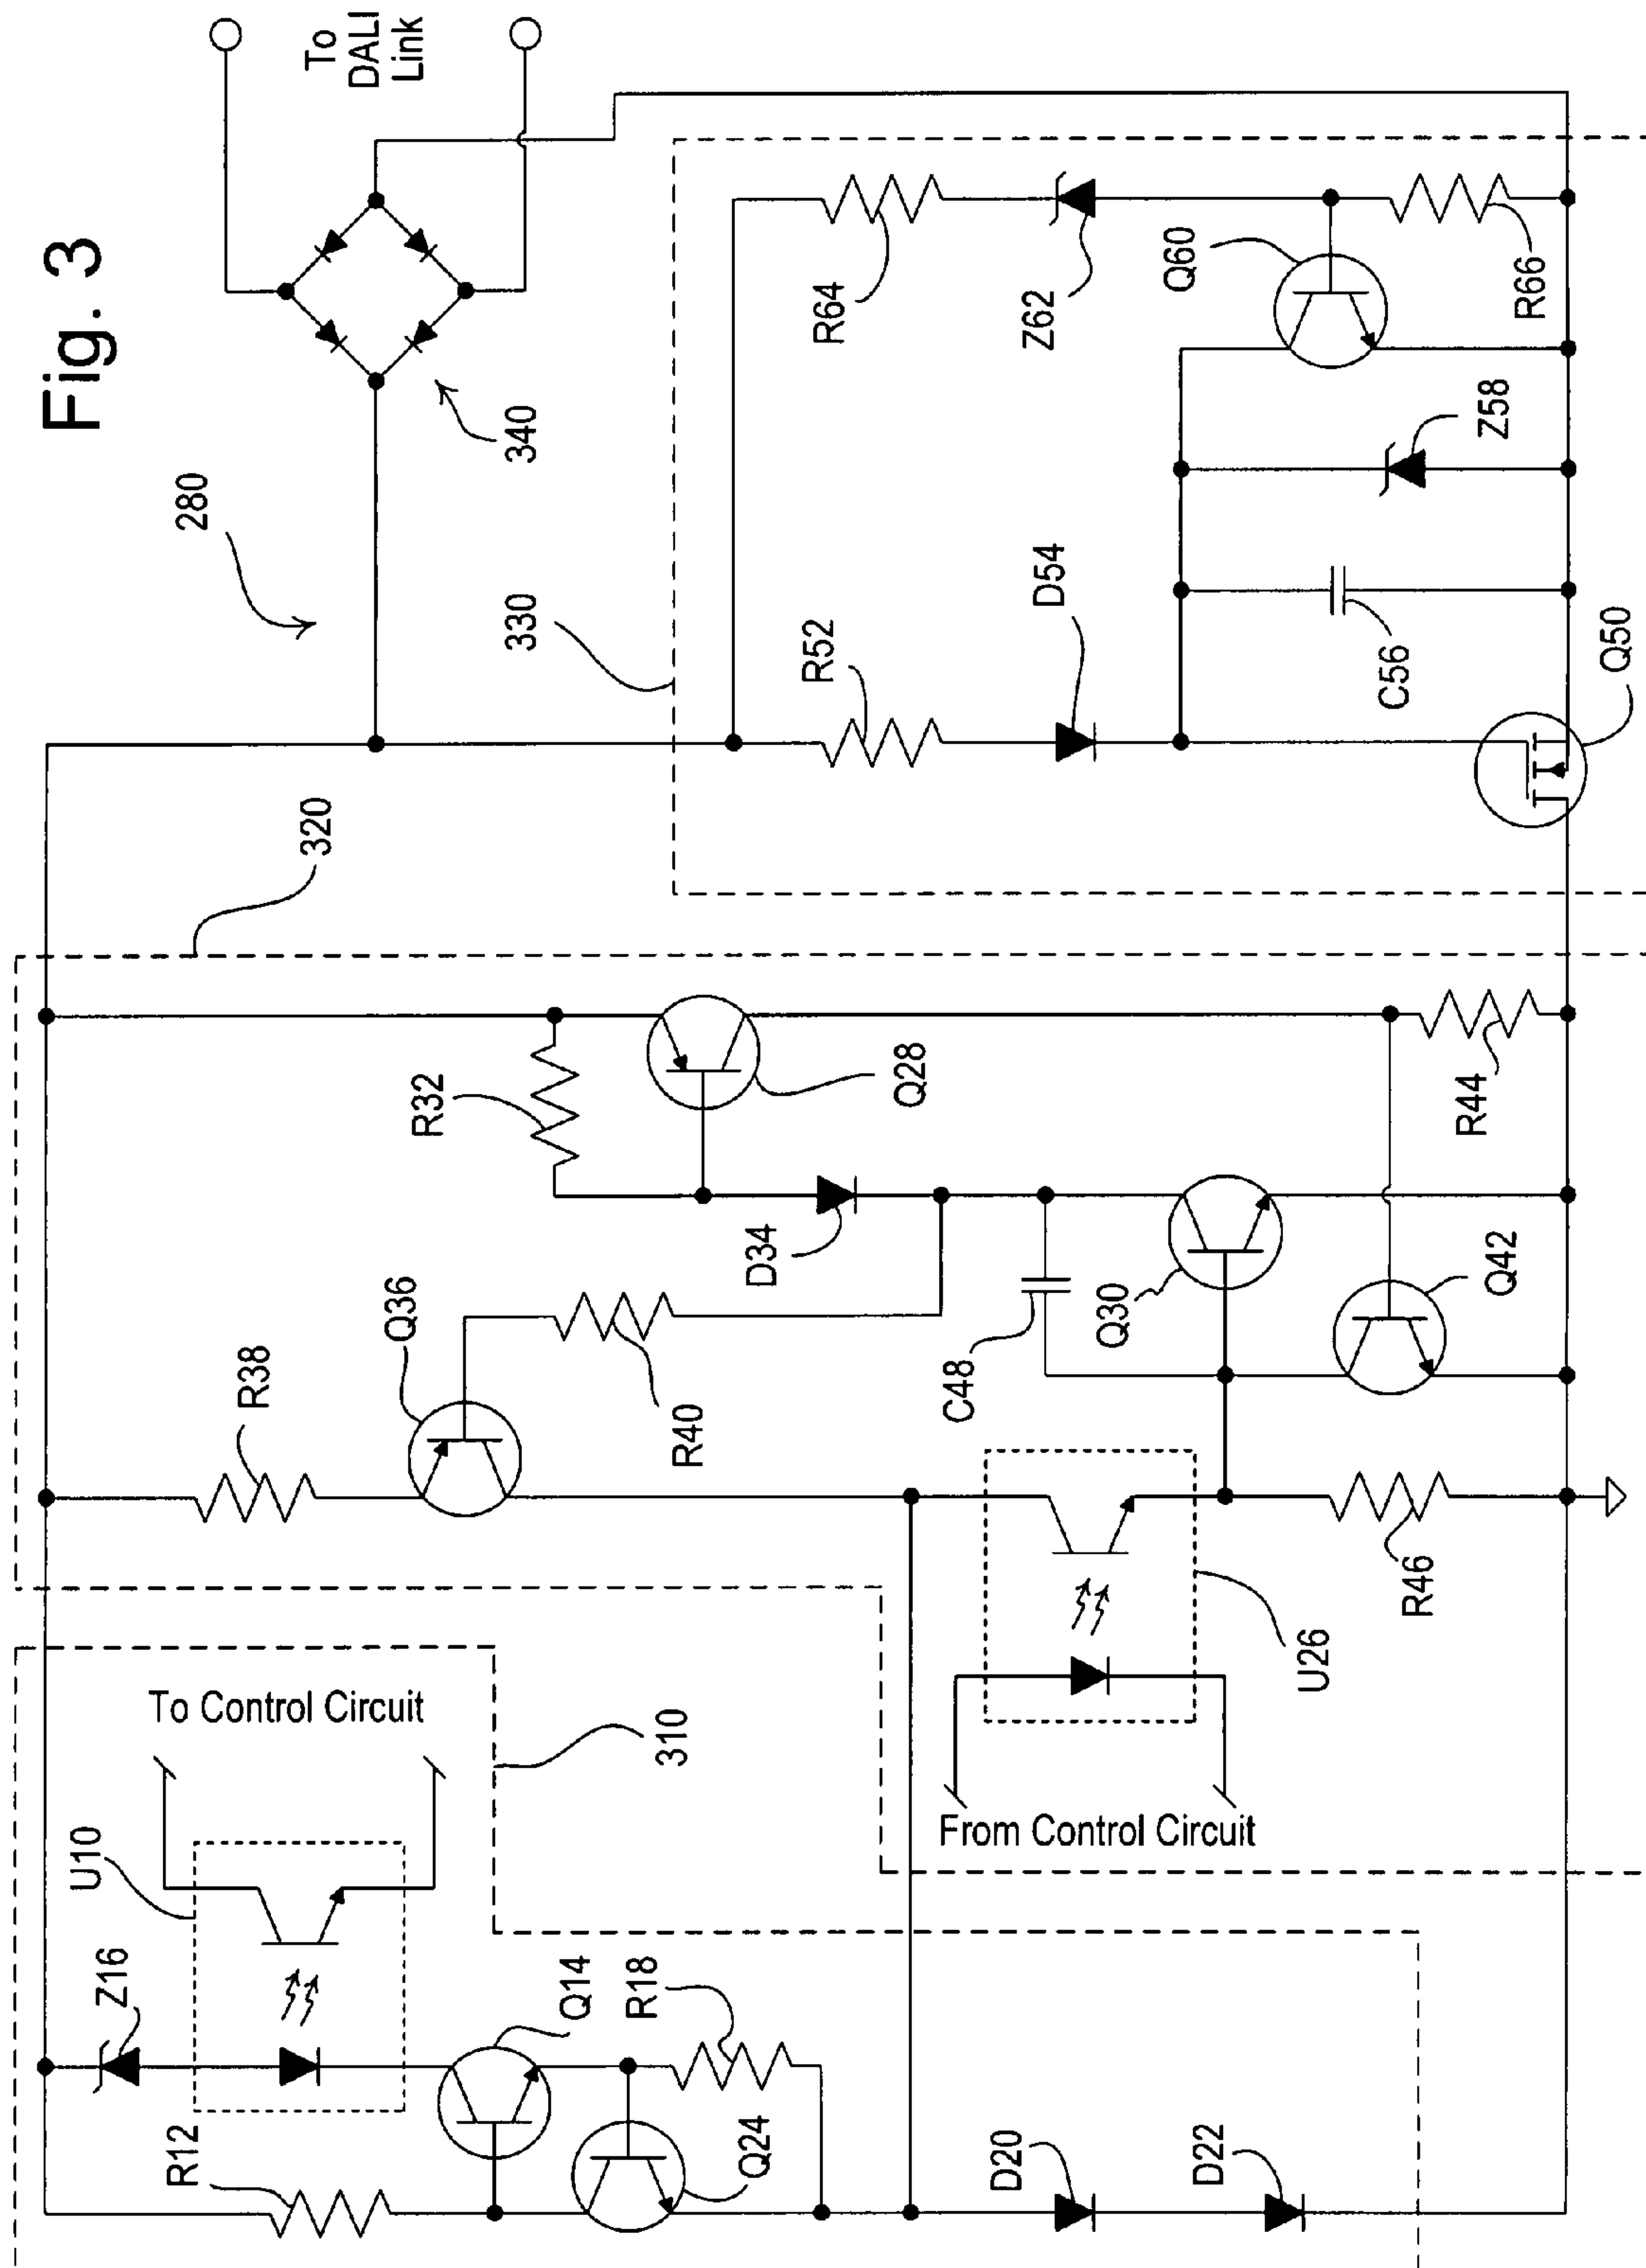 Fig. 3
To
DALI
Link
280
340
330
320
310
R52
D54
R64
Z62
Q60
R66
Z58
C56
Q50
R32
Q28
D34
R44
Q36
R38
R40
C48
Q30
Q42
R46
U26
From Control Circuit
To Control Circuit
U10
Z16
Q14
R18
R12
Q24
D20
D22